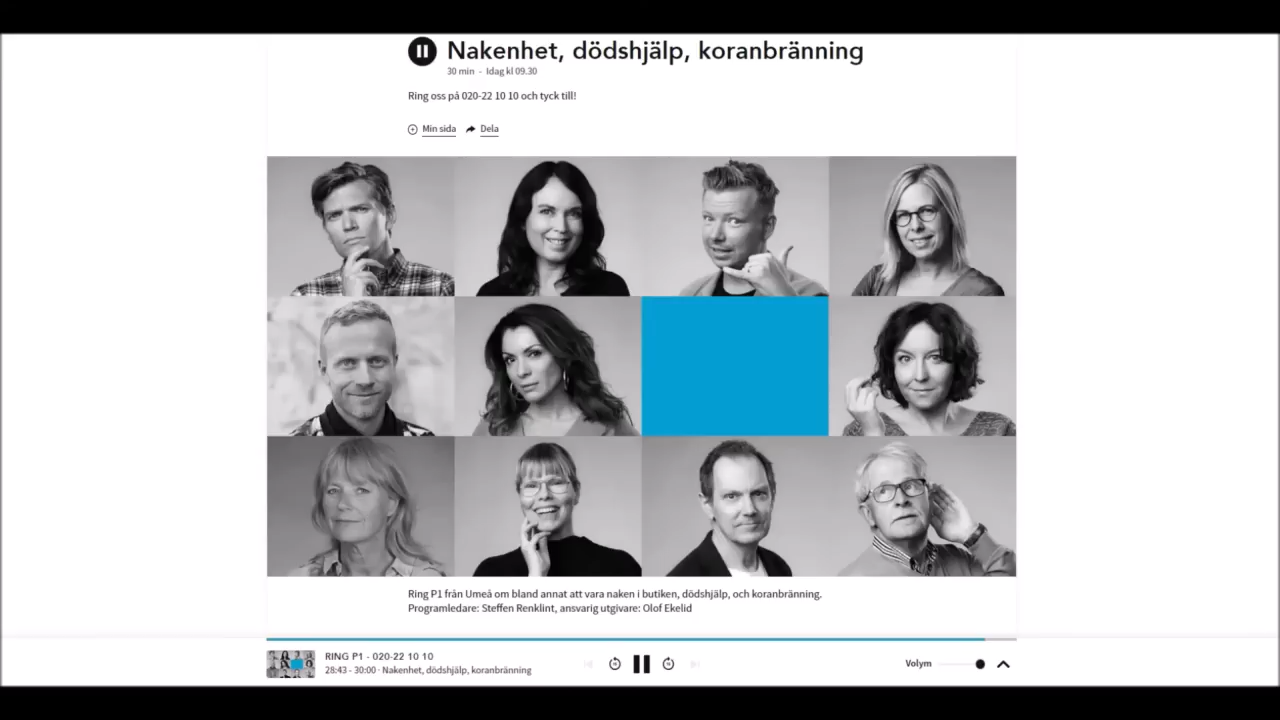 Nakenhet, dödshjälp, koranbränning
30 min - Idag kl 09.30
Ring oss på 020-22 10 10 och tyck till!
Min sida Dela
Ring P1 från Umeå om bland annat att vara naken i butiken, dödshjälp, och koranbränning.
Programledare: Steffen Renklint, ansvarig utgivare: Olof Ekelid
RING P1 - 020-22 10 10
28:43 - 30:00 · Nakenhet, dödshjälp, koranbränning
Volym